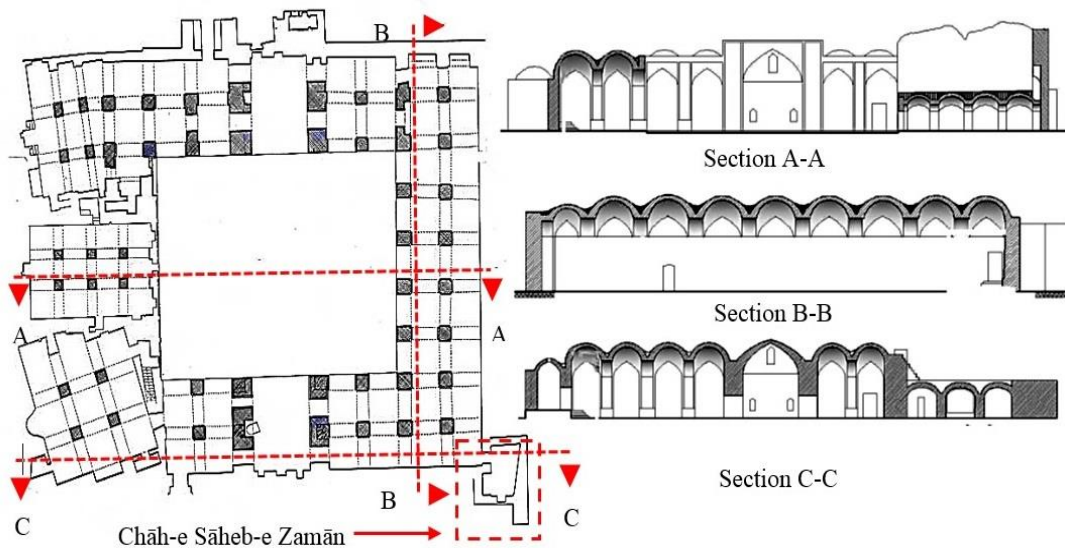 B
Section A-A
A
A
Section B-B
B
C
C
Section C-C
Chāh-e Sāheb-e Zamān